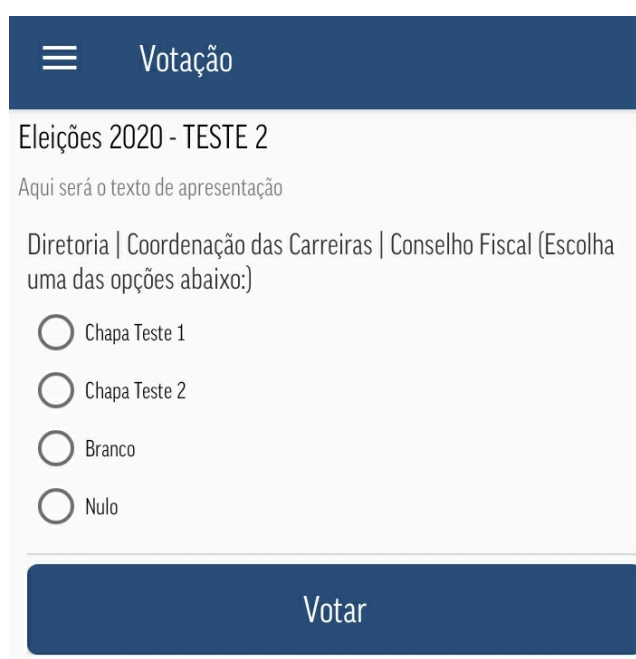 Votação
Eleições 2020 - TESTE 2
Aqui será o texto de apresentação
Diretoria | Coordenação das Carreiras | Conselho Fiscal (Escolha
uma das opções abaixo:)
Chapa Teste 1
Chapa Teste 2
Branco
Nulo
Votar